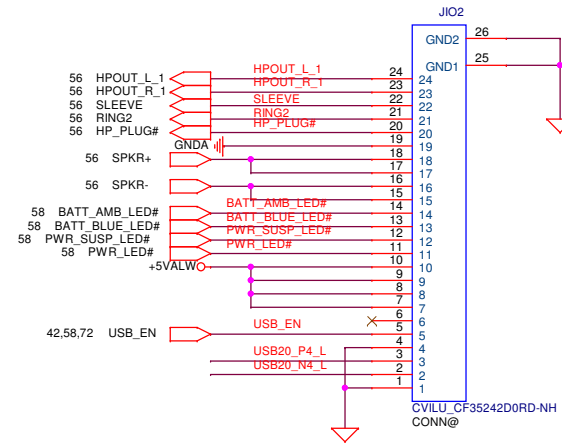 JIO2
26
GND2
25
GND1
56 HPOUT_L_1 HPOUT_L_1 24 24
56 HPOUT_R_1 HPOUT_R_1 23 23
56 SLEEVE SLEEVE 22 22
56 RING2 RING2 21 21
56 HP_PLUG# HP_PLUG# 20 20
GNDA 19 19
56 SPKR+ 18 18
17 17
56 SPKR- 16 16
15 15
58 BATT_AMB_LED# BATT_AMB_LED# 14 14
58 BATT_BLUE_LED# BATT_BLUE_LED# 13 13
58 PWR_SUSP_LED# PWR_SUSP_LED# 12 12
58 PWR_LED# PWR_LED# 11 11
+5VALW 10 10
9 9
8 8
7 7
6 6
42,58,72 USB_EN USB_EN 5 5
4 4
USB20_P4_L 3 3
USB20_N4_L 2 2
1 1
CVILU_CF35242D0RD-NH
CONN@